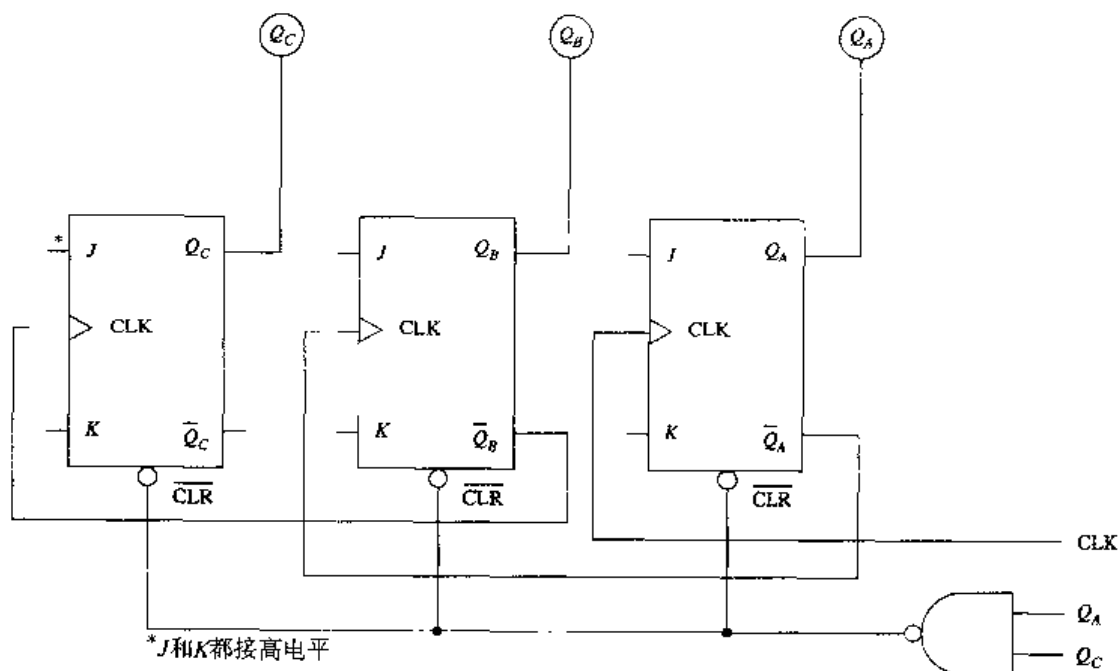 Q_C Q_B Q_A
* J Q_C J Q_B J Q_A
CLK CLK CLK
K Q̅_C K Q̅_B K Q̅_A
C̅L̅R̅ C̅L̅R̅ C̅L̅R̅
CLK
Q_A
*J和K都接高电平
Q_C